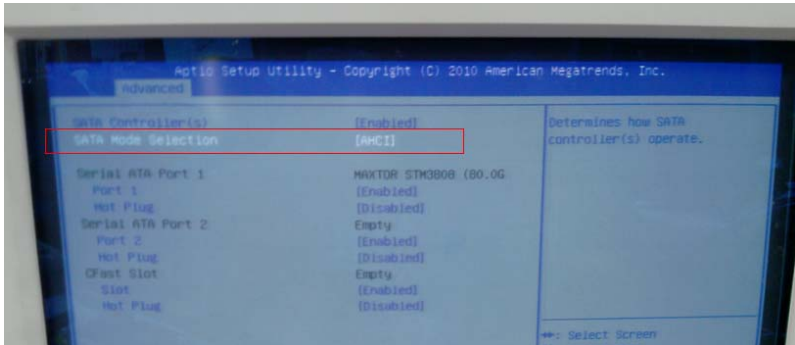 Aptio Setup Utility - Copyright (C) 2010 American Megatrends, Inc.
Advanced
SATA Controller(s) [Enabled]
SATA Mode Selection [AHCI]
Serial ATA Port 1 MAXTOR STM3808 (80.0G
Port 1 [Enabled]
Hot Plug [Disabled]
Serial ATA Port 2 Empty
Port 2 [Enabled]
Hot Plug [Disabled]
CFast Slot Empty
Slot [Enabled]
Hot Plug [Disabled]
Determines how SATA
controller(s) operate.
: Select Screen